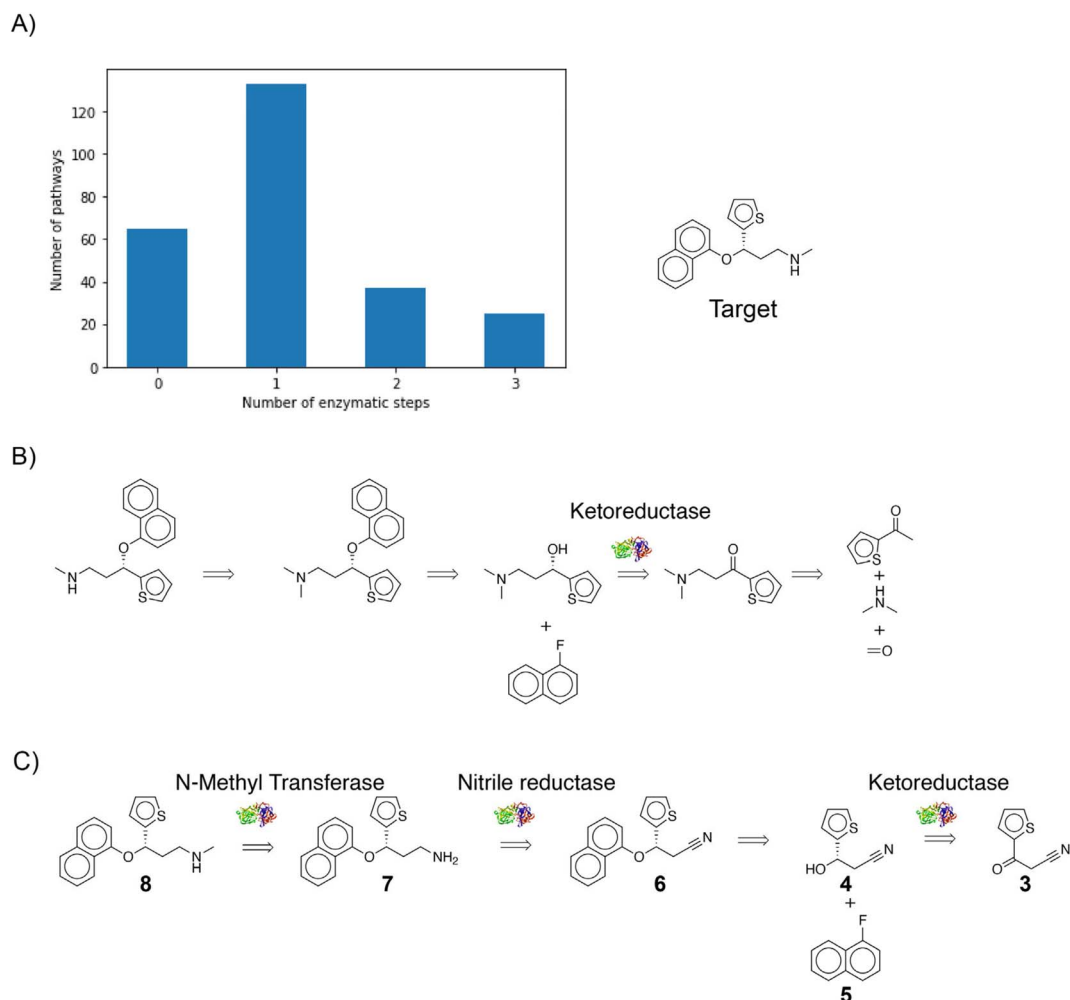 A)
120
100
80
60
40
20
0
Number of pathways
0 1 2 3
Number of enzymatic steps
S
O
N
H
Target
B)
Ketoreductase
O
N
H
S
O
N
S
OH
N
S
+
F
O
N
S
O
S
+
H
N
+
=O
C)
N-Methyl Transferase
Nitrile reductase
Ketoreductase
S
O
N
H
8
S
O
NH2
7
S
O
N
6
S
HO
N
4
+
F
5
S
O
N
3